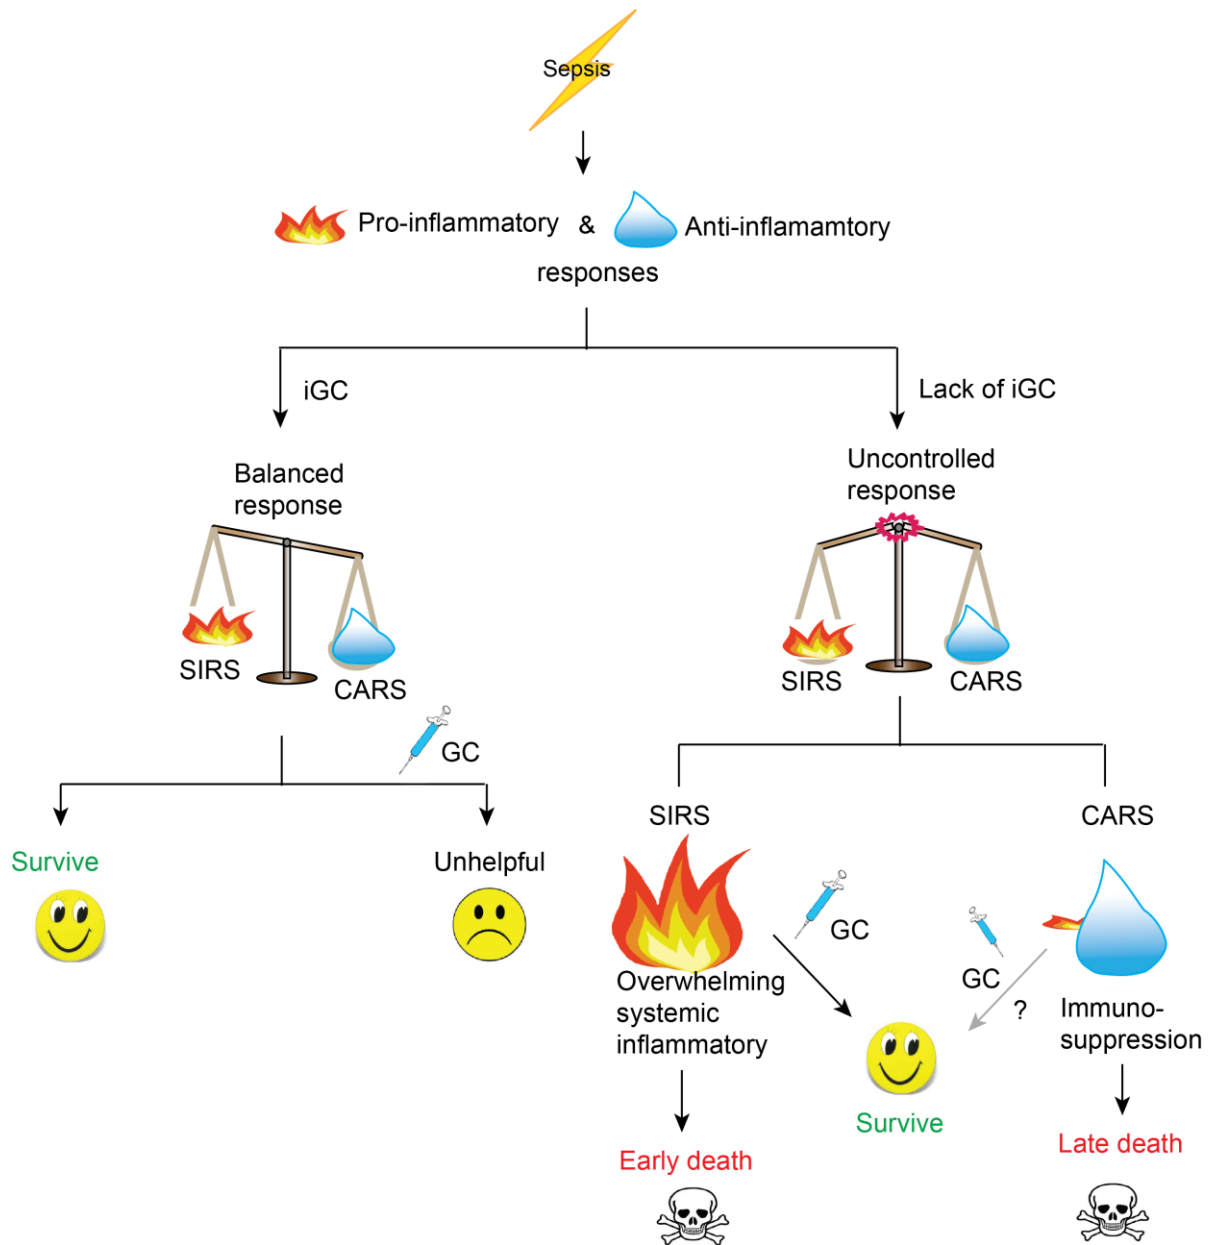 Sepsis
Pro-inflammatory & Anti-inflamamtory
responses
iGC
Lack of iGC
Balanced
response
Uncontrolled
response
SIRS
CARS
SIRS
CARS
GC
Survive
Unhelpful
SIRS
CARS
GC
GC
?
Overwhelming
systemic
inflammatory
Immuno-
suppression
Survive
Early death
Late death